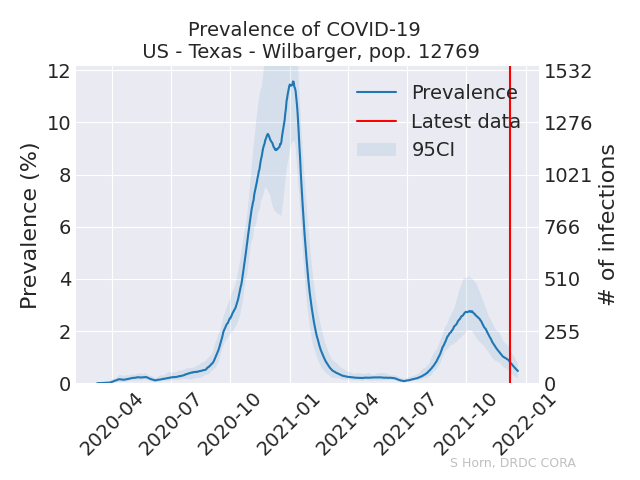 Prevalence of COVID-19
US - Texas - Wilbarger, pop. 12769
Prevalence (%)
12
10
8
6
4
2
0
Prevalence
Latest data
95CI
1532
1276
1021
766
510
255
0
# of infections
2020-04
2020-07
2020-10
2021-01
2021-04
2021-07
2021-10
2022-01
S Horn, DRDC CORA